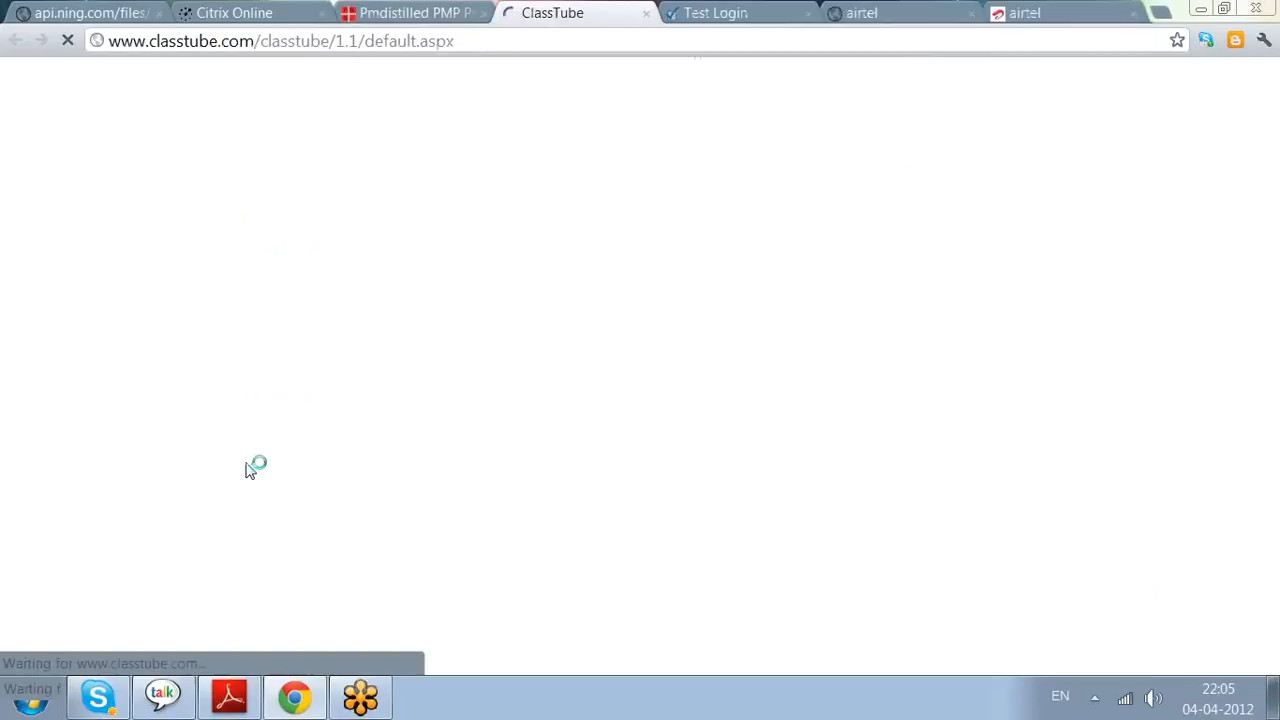 api.ning.com/files/
Citrix Online
Pmdistilled PMP P
ClassTube
Test Login
airtel
airtel
www.classtube.com/classtube/1.1/default.aspx
Waiting for www.classtube.com...
Waiting f
talk
EN
22:05
04-04-2012